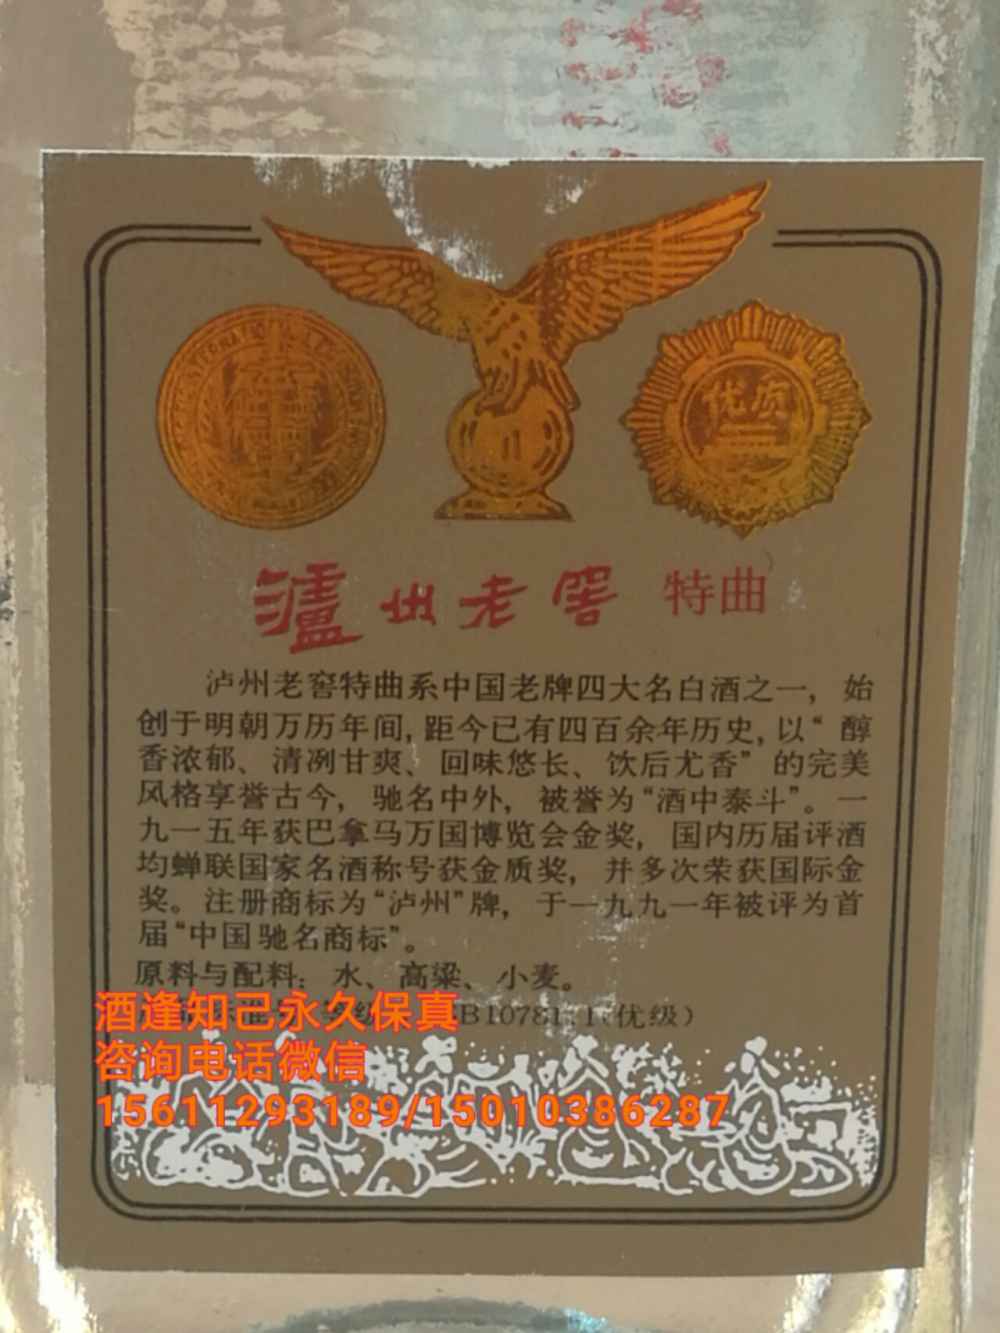 优质
泸州老窖 特曲
泸州老窖特曲系中国老牌四大名白酒之一，始
创于明朝万历年间，距今已有四百余年历史，以“醇
香浓郁、清冽甘爽、回味悠长、饮后尤香”的完美
风格享誉古今，驰名中外，被誉为“酒中泰斗”。一
九一五年获巴拿马万国博览会金奖，国内历届评酒
均蝉联国家名酒称号获金质奖，并多次荣获国际金
奖。注册商标为“泸州”牌，于一九九一年被评为首
届“中国驰名商标”。
原料与配料：水、高粱、小麦。
GB10781.1(优级)
酒逢知己永久保真
咨询电话微信
15611293189/15010386287